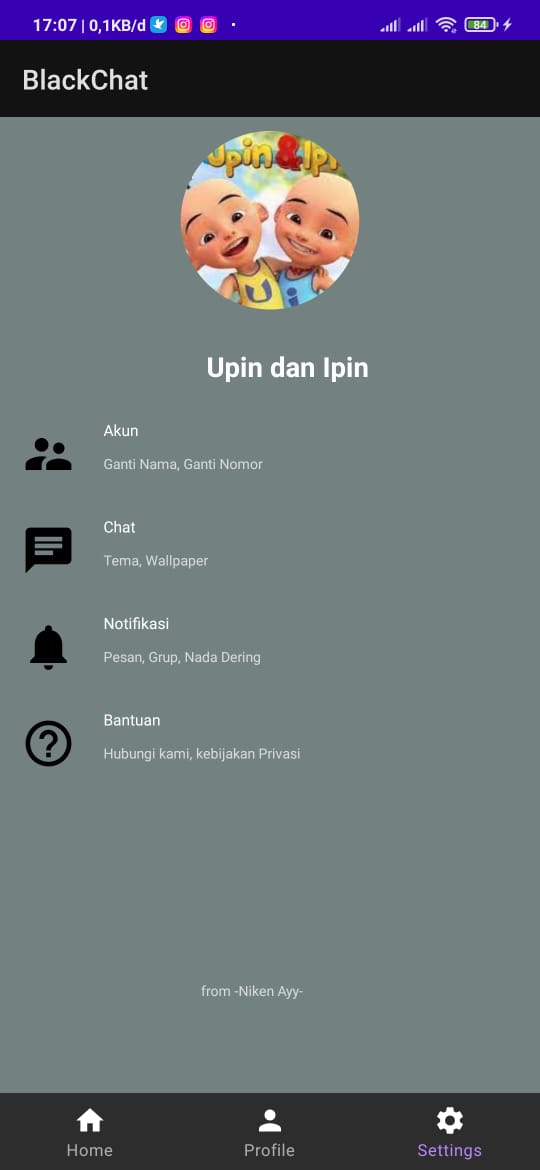 17:07 | 0,1KB/d
84
BlackChat
Upin & Ipi
U
i
Upin dan Ipin
Akun
Ganti Nama, Ganti Nomor
Chat
Tema, Wallpaper
Notifikasi
Pesan, Grup, Nada Dering
Bantuan
Hubungi kami, kebijakan Privasi
from -Niken Ayy-
Home
Profile
Settings